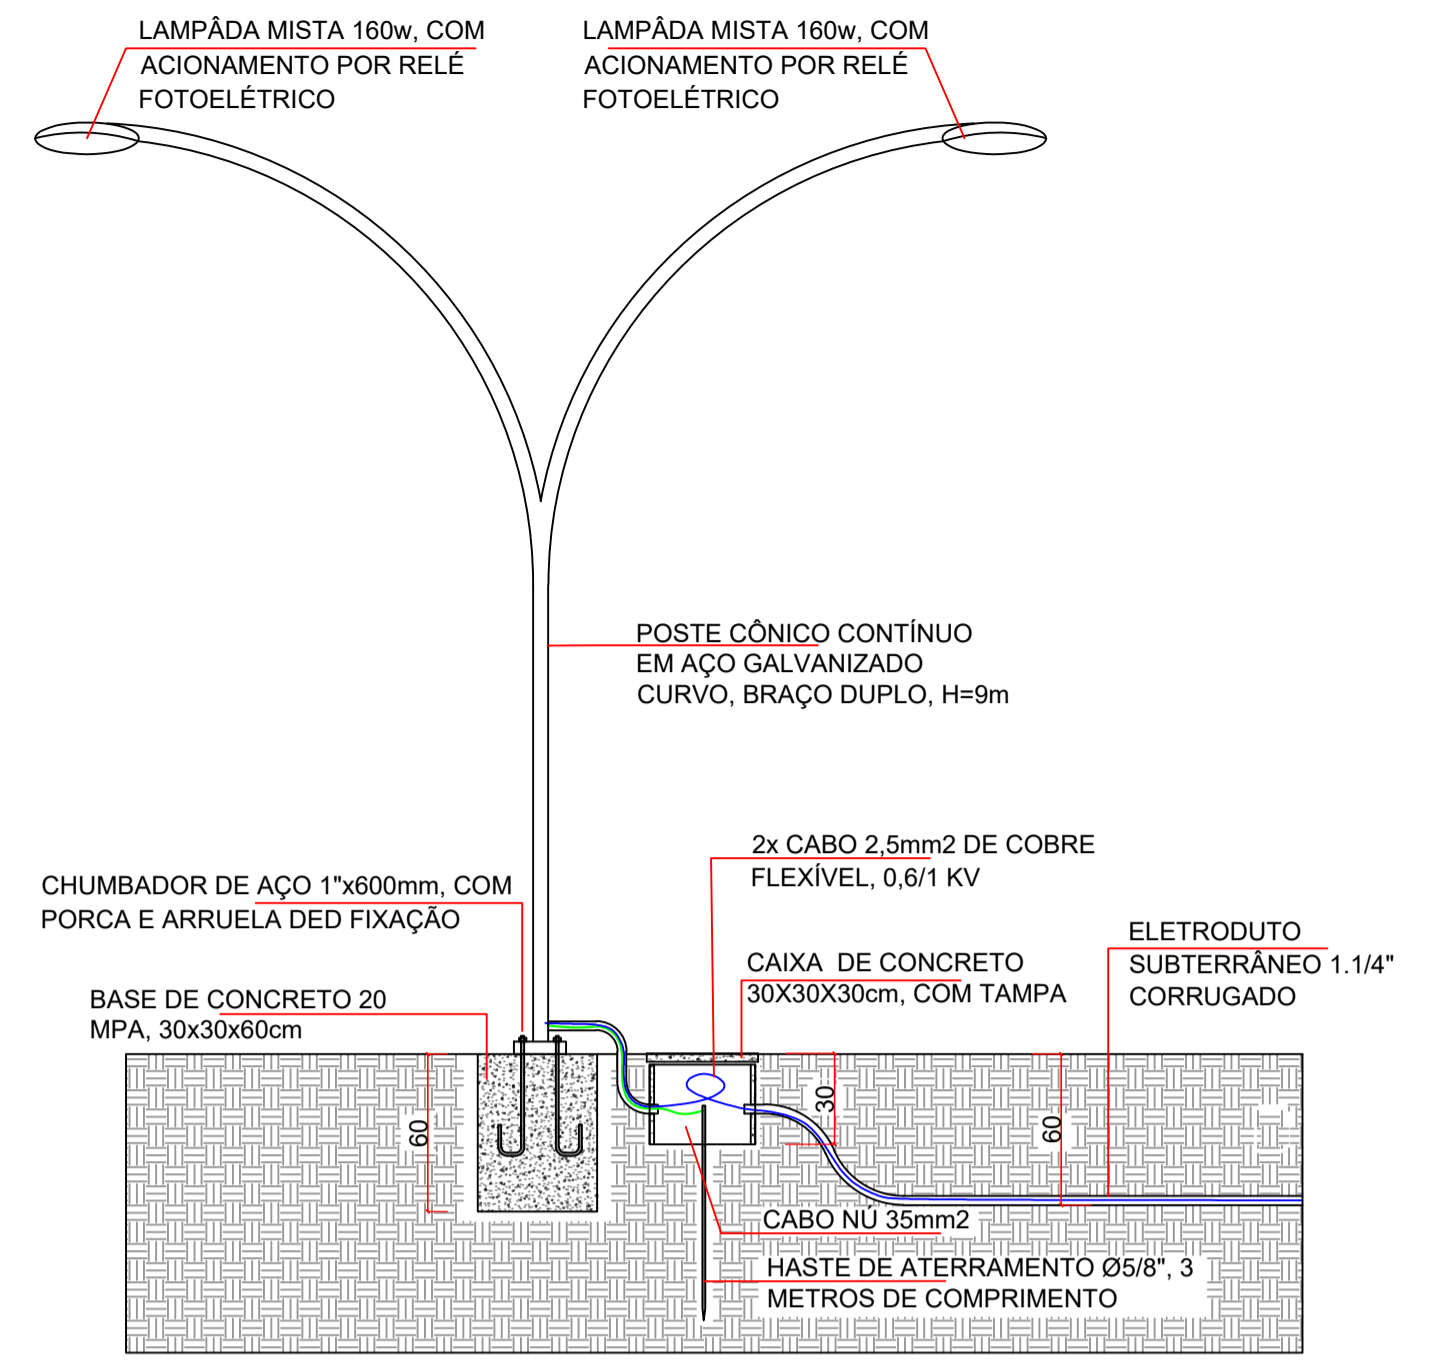 LAMPÂDA MISTA 160w, COM
ACIONAMENTO POR RELÉ
FOTOELÉTRICO
LAMPÂDA MISTA 160w, COM
ACIONAMENTO POR RELÉ
FOTOELÉTRICO
POSTE CÔNICO CONTÍNUO
EM AÇO GALVANIZADO
CURVO, BRAÇO DUPLO, H=9m
2x CABO 2,5mm2 DE COBRE
FLEXÍVEL, 0,6/1 KV
CHUMBADOR DE AÇO 1"x600mm, COM
PORCA E ARRUELA DED FIXAÇÃO
ELETRODUTO
SUBTERRÂNEO 1.1/4"
CORRUGADO
CAIXA DE CONCRETO
30X30X30cm, COM TAMPA
BASE DE CONCRETO 20
MPA, 30x30x60cm
60
30
60
CABO NÚ 35mm2
HASTE DE ATERRAMENTO Ø5/8", 3
METROS DE COMPRIMENTO